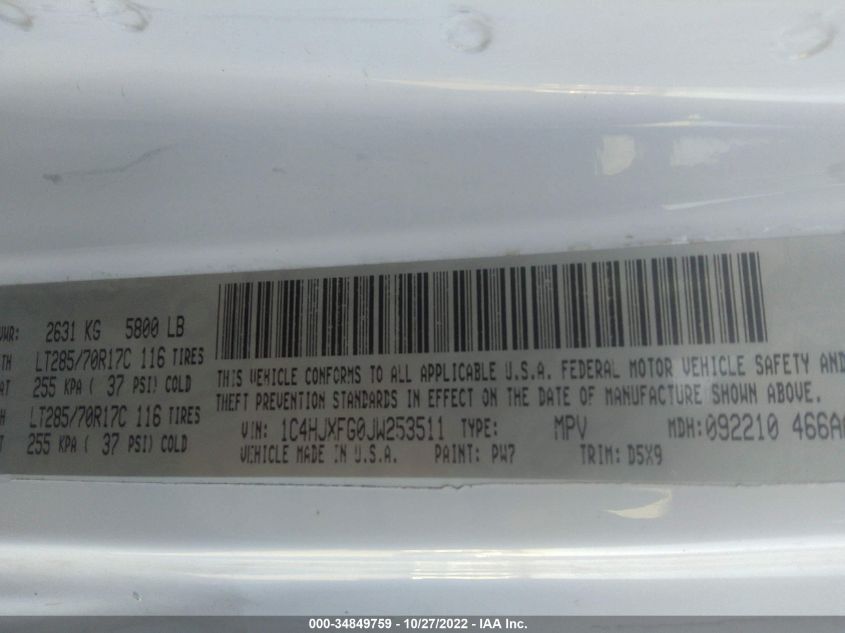 VWR: 2631 KG 5800 LB
TH LT285/70R17C 116 TIRES
AT 255 KPA ( 37 PSI) COLD
H LT285/70R17C 116 TIRES
T 255 KPA ( 37 PSI) COLD
THIS VEHICLE CONFORMS TO ALL APPLICABLE U.S.A. FEDERAL MOTOR VEHICLE SAFETY AND
THEFT PREVENTION STANDARDS IN EFFECT ON THE DATE OF MANUFACTURE SHOWN ABOVE.
VIN: 1C4HJXFG0JW253511 TYPE: MPV MDH:092210 466A
VEHICLE MADE IN U.S.A. PAINT: PW7 TRIM: D5X9
000-34849759 - 10/27/2022 - IAA Inc.